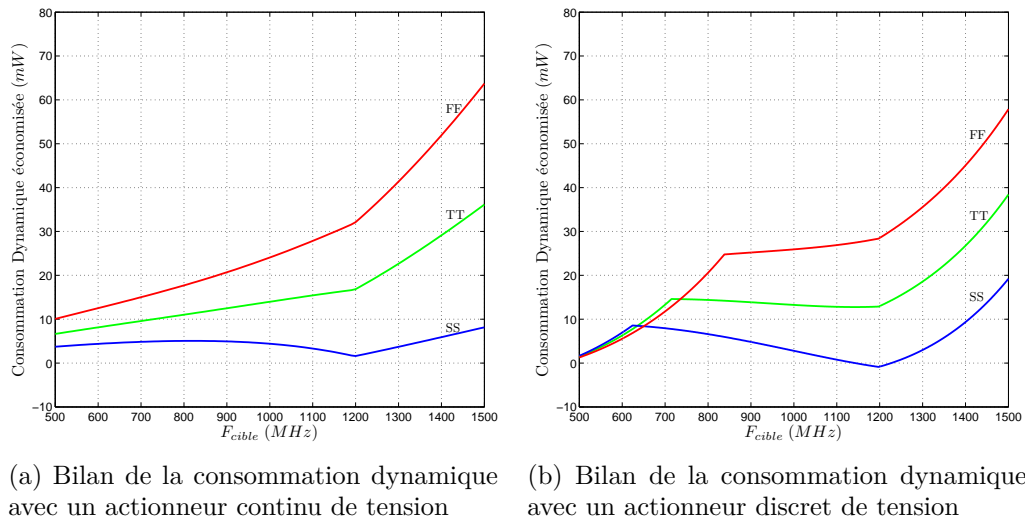 80
70
60
50
40
30
20
10
0
−10
500 600 700 800 900 1000 1100 1200 1300 1400 1500
Consommation Dynamique économisée (mW)
F_cible (MHz)
FF
TT
SS
(a) Bilan de la consommation dynamique
avec un actionneur continu de tension
80
70
60
50
40
30
20
10
0
−10
500 600 700 800 900 1000 1100 1200 1300 1400 1500
Consommation Dynamique économisée (mW)
F_cible (MHz)
FF
TT
SS
(b) Bilan de la consommation dynamique
avec un actionneur discret de tension